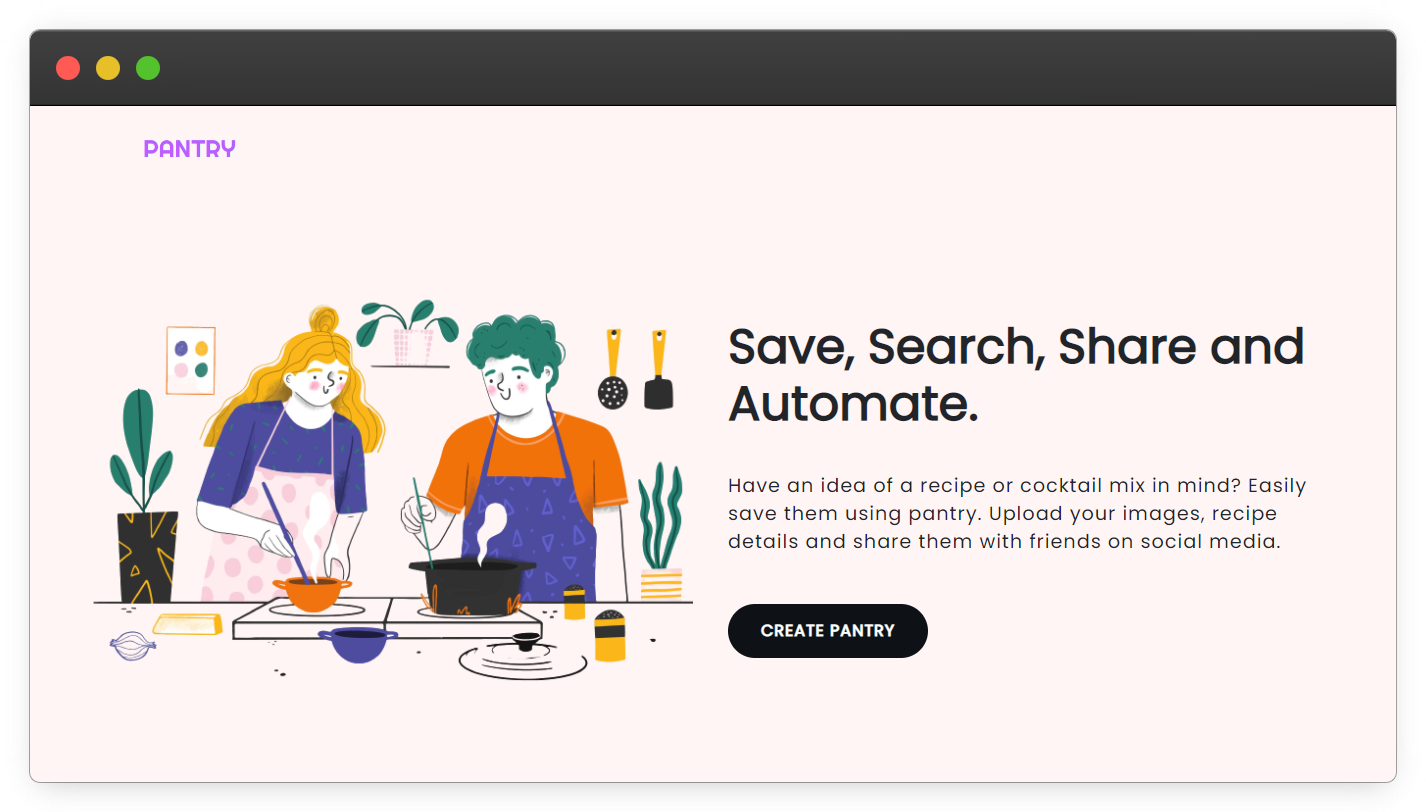 PANTRY
Save, Search, Share and
Automate.
Have an idea of a recipe or cocktail mix in mind? Easily
save them using pantry. Upload your images, recipe
details and share them with friends on social media.
CREATE PANTRY